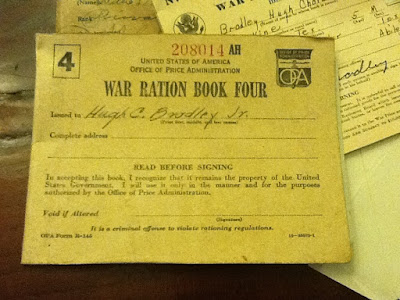 Rank
WAR
Bradley Hugh
208014 AH
4
UNITED STATES OF AMERICA
OFFICE OF PRICE ADMINISTRATION
OPA
WAR RATION BOOK FOUR
Issued to Hugh C. Bradley Jr.
(Print first, middle, and last names)
Complete address
READ BEFORE SIGNING
In accepting this book, I recognize that it remains the property of the United
States Government. I will use it only in the manner and for the purposes
authorized by the Office of Price Administration.
Void if Altered
(Signature)
It is a criminal offense to violate rationing regulations.
OPA Form R-145